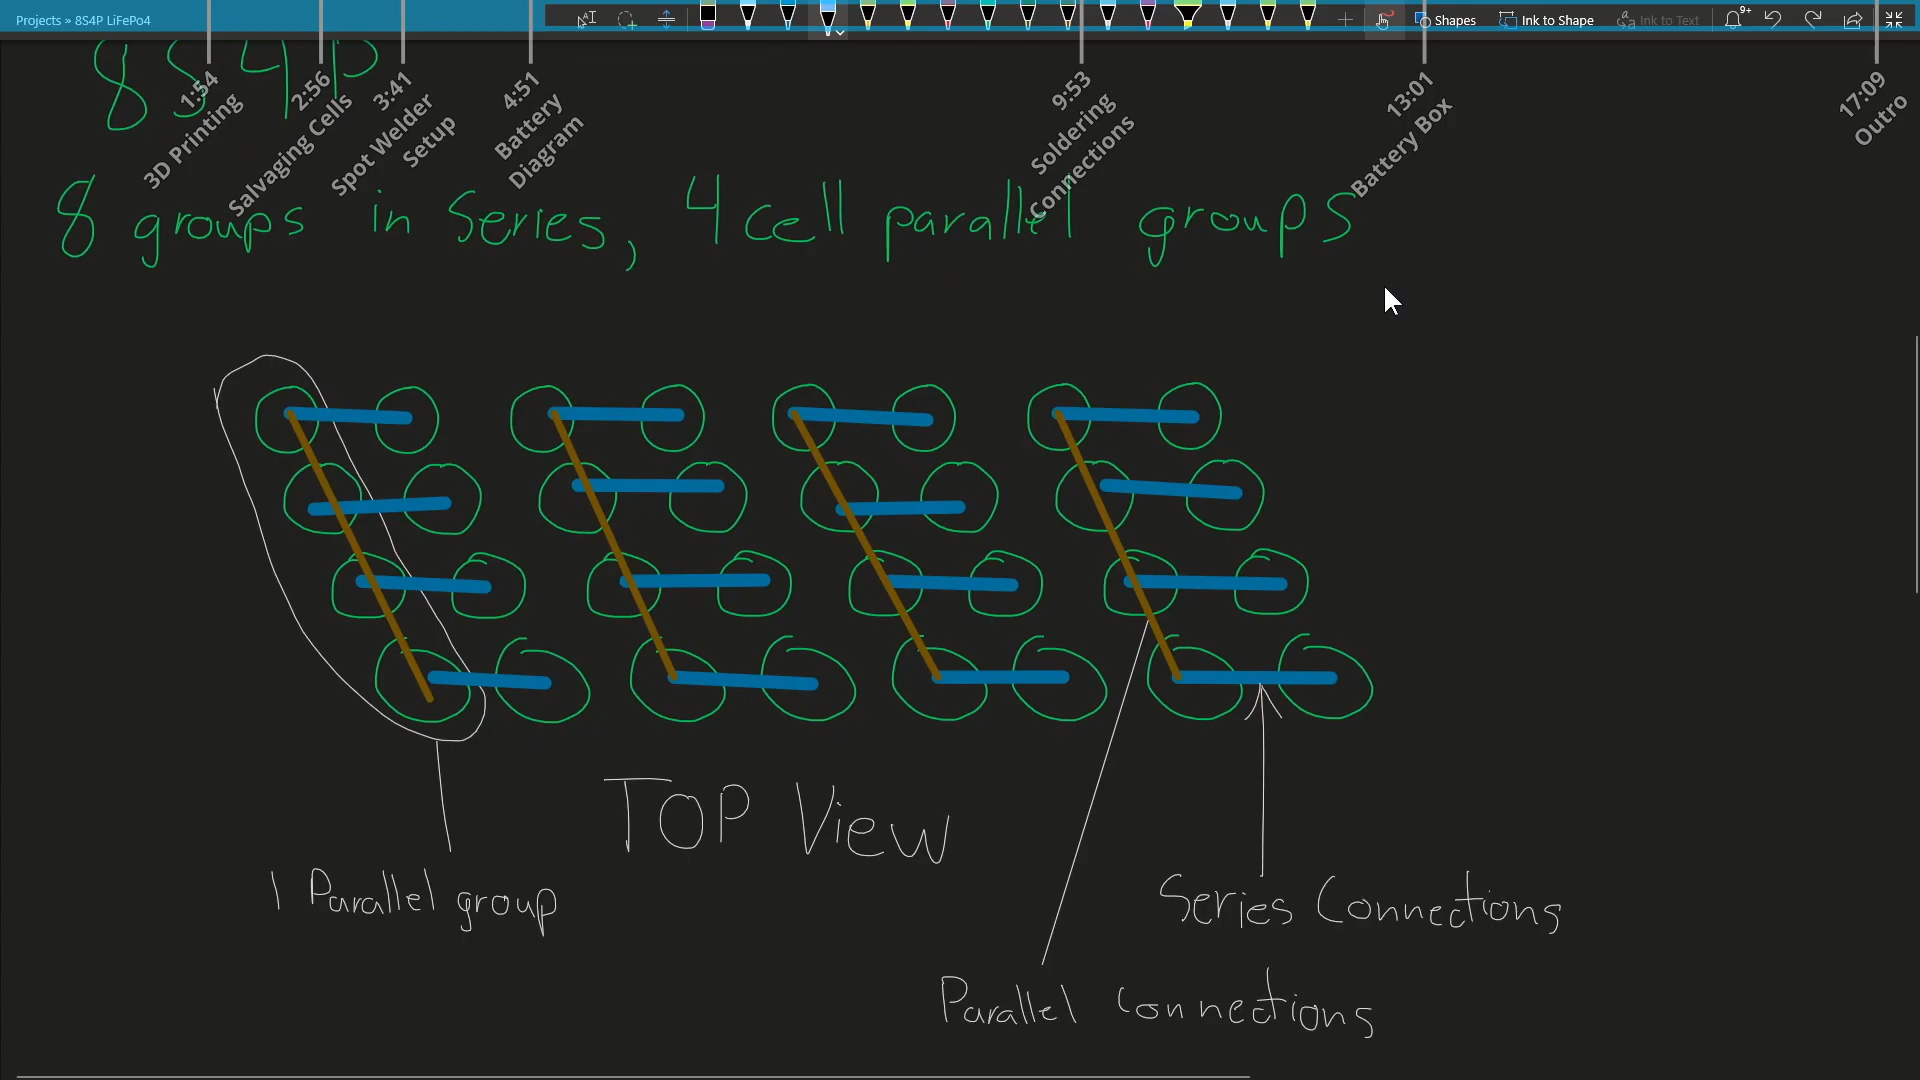 Projects » 8S4P LiFePo4
Shapes
Ink to Shape
Ink to Text
9+
8S4P
1:54
3D Printing
2:56
Salvaging Cells
3:41
Spot Welder
Setup
4:51
Battery
Diagram
9:53
Soldering
Connections
13:01
Battery Box
17:09
Outro
8 groups in Series, 4 cell parallel groups
TOP View
1 Parallel group
Series Connections
Parallel connections